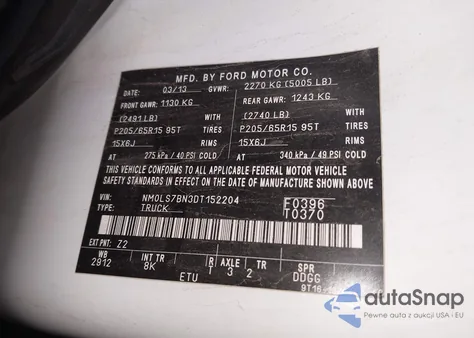 MFD. BY FORD MOTOR CO.
DATE: 03/13 GVWR: 2270 KG (5005 LB)
FRONT GAWR: 1130 KG REAR GAWR: 1243 KG
(2491 LB) (2740 LB)
P205/65R15 95T TIRES P205/65R15 95T TIRES
15X6J RIMS 15X6J RIMS
AT 275 kPa / 40 PSI COLD AT 340 kPa / 49 PSI COLD
THIS VEHICLE CONFORMS TO ALL APPLICABLE FEDERAL MOTOR VEHICLE
SAFETY STANDARDS IN EFFECT ON THE DATE OF MANUFACTURE SHOWN ABOVE.
VIN: NM0LS7BN3DT152204 F0396
TYPE: TRUCK T0370
EXT PNT: Z2
WB INT TR R AXLE TR SPR
2912 8K 1 3 2 DDGG
ETU 9T16
autoSnap
Pewne auta z aukcji USA i EU